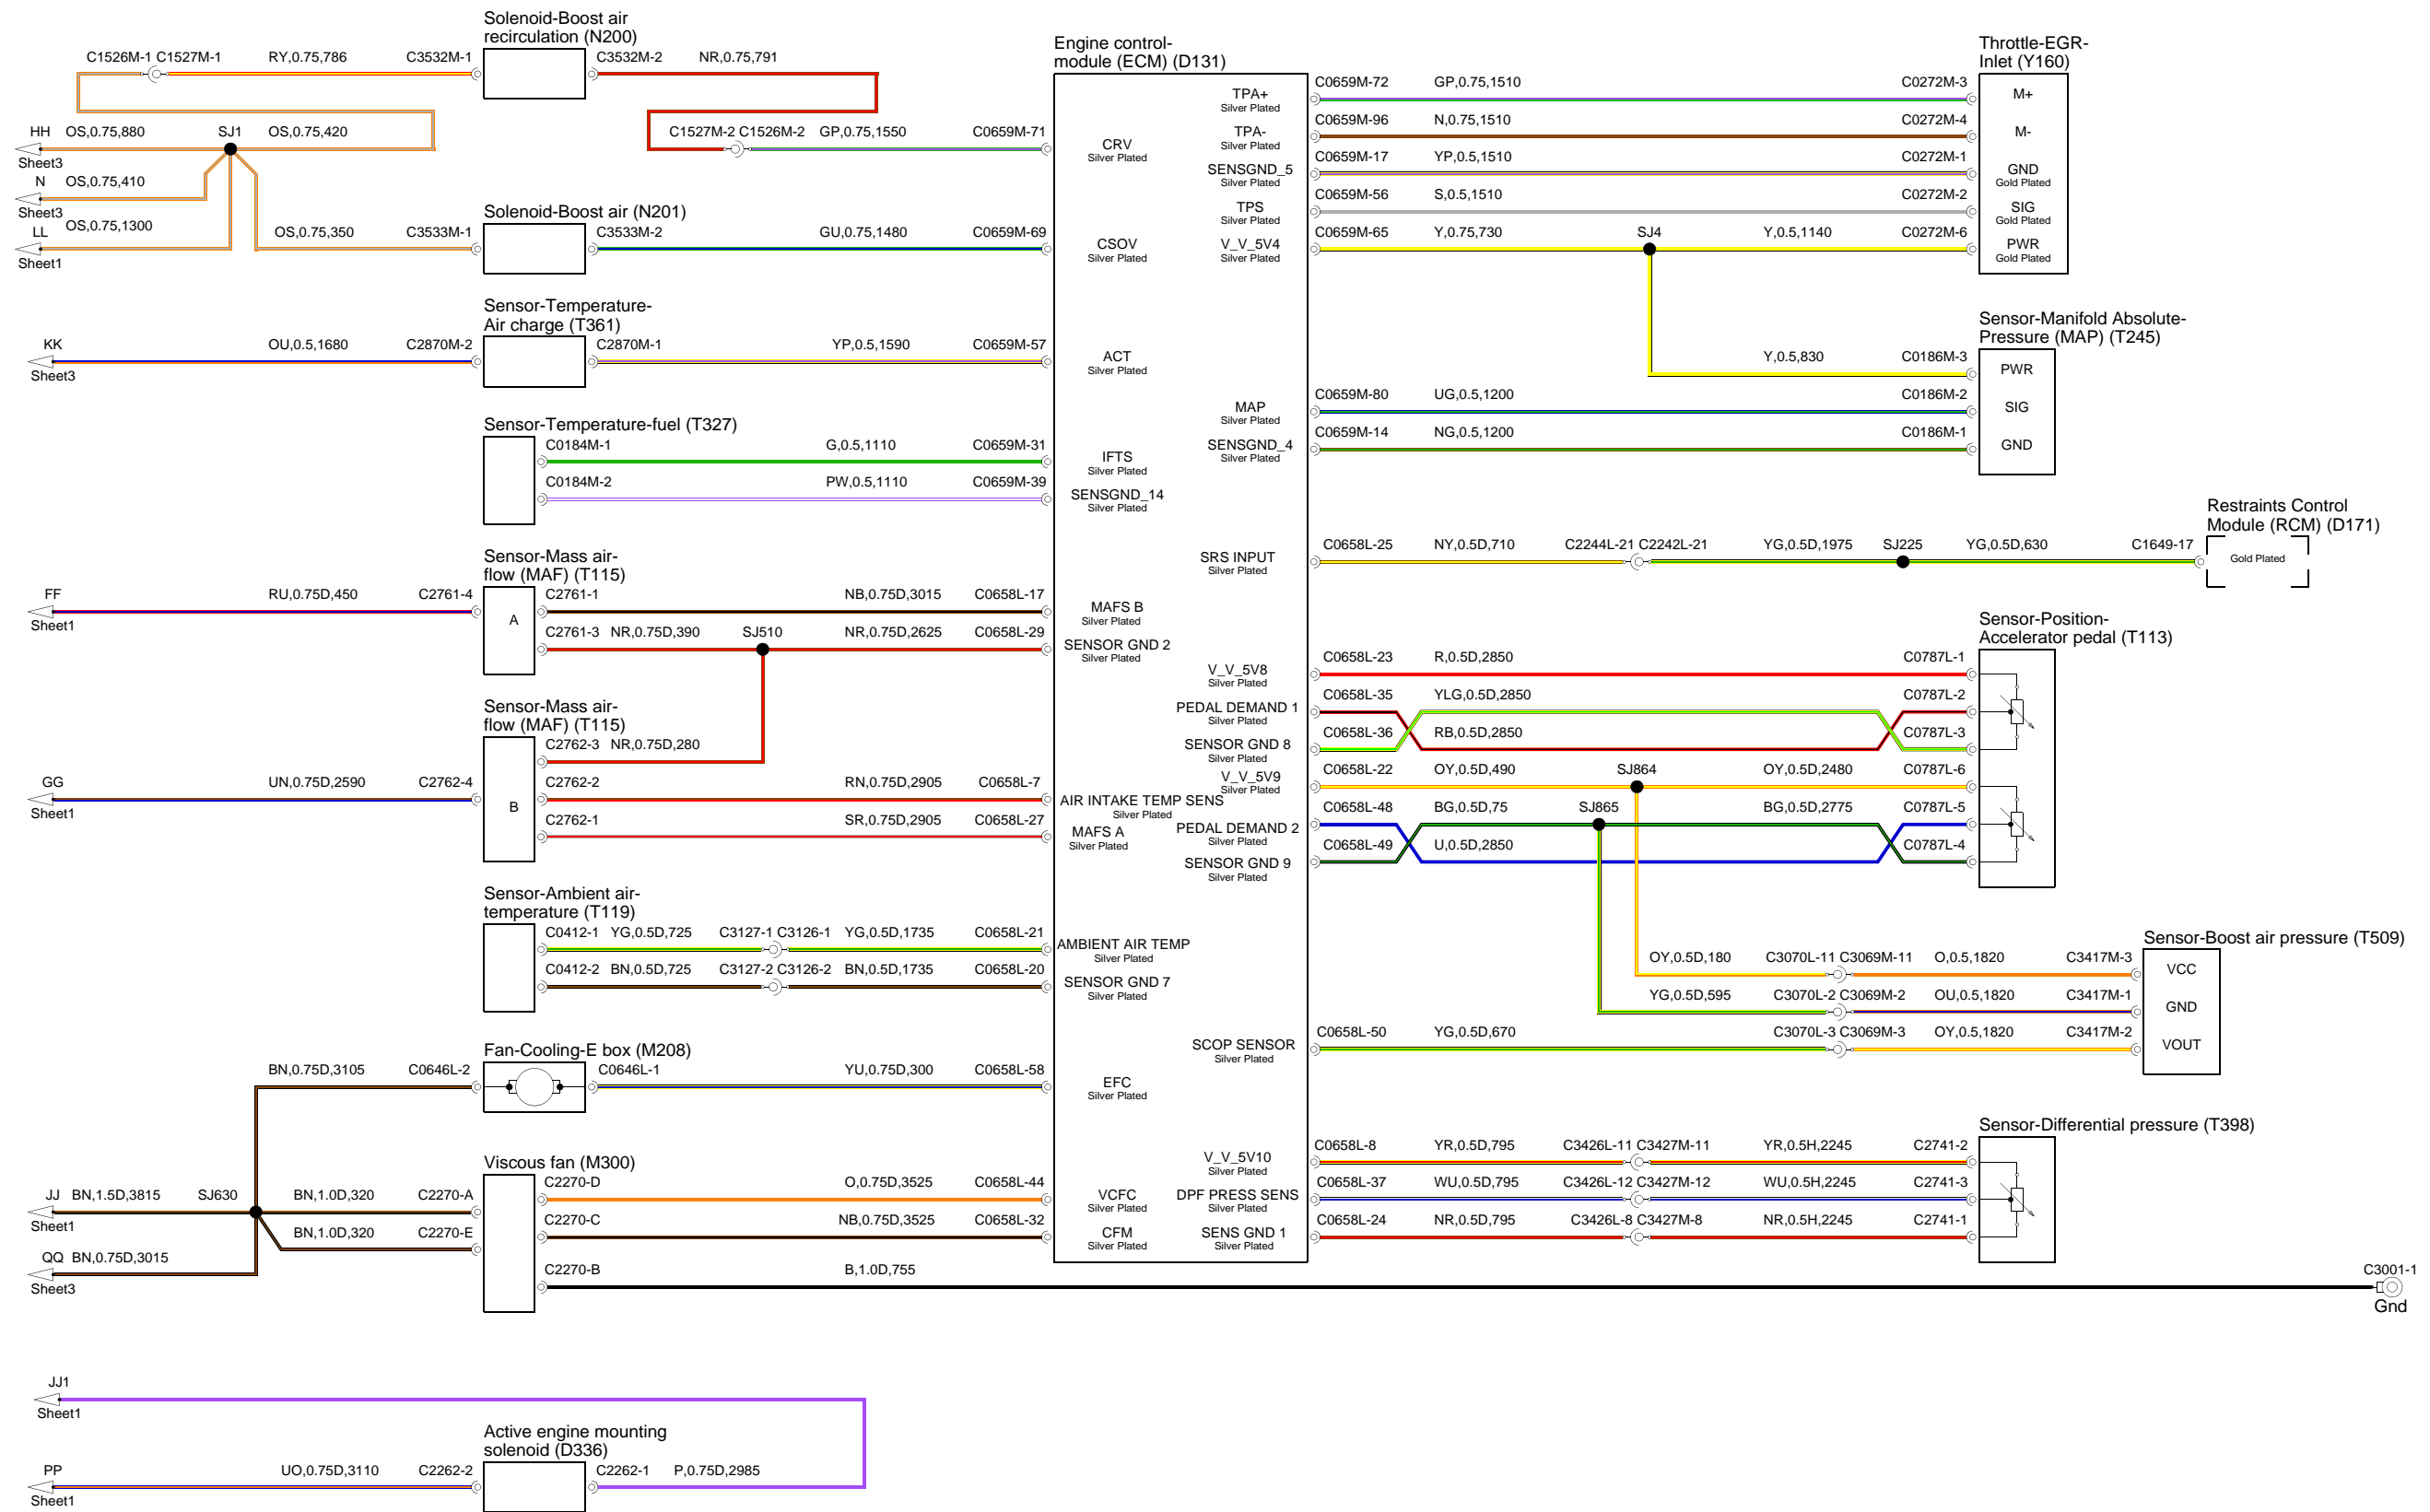 Solenoid-Boost air
recirculation (N200)
C1526M-1 C1527M-1 RY,0.75,786 C3532M-1
C3532M-2 NR,0.75,791
HH OS,0.75,880 SJ1 OS,0.75,420
Sheet3
C1527M-2 C1526M-2 GP,0.75,1550 C0659M-71
N OS,0.75,410
Sheet3
LL OS,0.75,1300
Sheet1
Solenoid-Boost air (N201)
OS,0.75,350 C3533M-1
C3533M-2 GU,0.75,1480 C0659M-69
Sensor-Temperature-
Air charge (T361)
KK OU,0.5,1680 C2870M-2
Sheet3
C2870M-1 YP,0.5,1590 C0659M-57
Sensor-Temperature-fuel (T327)
C0184M-1 G,0.5,1110 C0659M-31
C0184M-2 PW,0.5,1110 C0659M-39
Sensor-Mass air-
flow (MAF) (T115)
FF RU,0.75D,450 C2761-4
Sheet1
A
C2761-1 NB,0.75D,3015 C0658L-17
C2761-3 NR,0.75D,390 SJ510 NR,0.75D,2625 C0658L-29
Sensor-Mass air-
flow (MAF) (T115)
C2762-3 NR,0.75D,280
GG UN,0.75D,2590 C2762-4
Sheet1
B
C2762-2 RN,0.75D,2905 C0658L-7
C2762-1 SR,0.75D,2905 C0658L-27
Sensor-Ambient air-
temperature (T119)
C0412-1 YG,0.5D,725 C3127-1 C3126-1 YG,0.5D,1735 C0658L-21
C0412-2 BN,0.5D,725 C3127-2 C3126-2 BN,0.5D,1735 C0658L-20
Fan-Cooling-E box (M208)
BN,0.75D,3105 C0646L-2
C0646L-1 YU,0.75D,300 C0658L-58
Viscous fan (M300)
JJ BN,1.5D,3815 SJ630 BN,1.0D,320 C2270-A
Sheet1
BN,1.0D,320 C2270-E
QQ BN,0.75D,3015
Sheet3
C2270-D O,0.75D,3525 C0658L-44
C2270-C NB,0.75D,3525 C0658L-32
C2270-B B,1.0D,755
C3001-1
Gnd
JJ1
Sheet1
Active engine mounting
solenoid (D336)
PP UO,0.75D,3110 C2262-2
Sheet1
C2262-1 P,0.75D,2985
Engine control-
module (ECM) (D131)
CRV
Silver Plated
CSOV
Silver Plated
ACT
Silver Plated
IFTS
Silver Plated
SENSGND_14
Silver Plated
MAFS B
Silver Plated
SENSOR GND 2
Silver Plated
AIR INTAKE TEMP SENS
Silver Plated
MAFS A
Silver Plated
AMBIENT AIR TEMP
Silver Plated
SENSOR GND 7
Silver Plated
EFC
Silver Plated
VCFC
Silver Plated
CFM
Silver Plated
TPA+
Silver Plated
TPA-
Silver Plated
SENSGND_5
Silver Plated
TPS
Silver Plated
V_V_5V4
Silver Plated
MAP
Silver Plated
SENSGND_4
Silver Plated
SRS INPUT
Silver Plated
V_V_5V8
Silver Plated
PEDAL DEMAND 1
Silver Plated
SENSOR GND 8
Silver Plated
V_V_5V9
Silver Plated
PEDAL DEMAND 2
Silver Plated
SENSOR GND 9
Silver Plated
SCOP SENSOR
Silver Plated
V_V_5V10
Silver Plated
DPF PRESS SENS
Silver Plated
SENS GND 1
Silver Plated
Throttle-EGR-
Inlet (Y160)
C0659M-72 GP,0.75,1510 C0272M-3
M+
C0659M-96 N,0.75,1510 C0272M-4
M-
C0659M-17 YP,0.5,1510 C0272M-1
GND
Gold Plated
C0659M-56 S,0.5,1510 C0272M-2
SIG
Gold Plated
C0659M-65 Y,0.75,730 SJ4 Y,0.5,1140 C0272M-6
PWR
Gold Plated
Sensor-Manifold Absolute-
Pressure (MAP) (T245)
Y,0.5,830 C0186M-3
PWR
C0659M-80 UG,0.5,1200 C0186M-2
SIG
C0659M-14 NG,0.5,1200 C0186M-1
GND
Restraints Control
Module (RCM) (D171)
C0658L-25 NY,0.5D,710 C2244L-21 C2242L-21 YG,0.5D,1975 SJ225 YG,0.5D,630 C1649-17
Gold Plated
Sensor-Position-
Accelerator pedal (T113)
C0658L-23 R,0.5D,2850 C0787L-1
C0658L-35 YLG,0.5D,2850 C0787L-2
C0658L-36 RB,0.5D,2850 C0787L-3
C0658L-22 OY,0.5D,490 SJ864 OY,0.5D,2480 C0787L-6
C0658L-48 BG,0.5D,75 SJ865 BG,0.5D,2775 C0787L-5
C0658L-49 U,0.5D,2850 C0787L-4
Sensor-Boost air pressure (T509)
OY,0.5D,180 C3070L-11 C3069M-11 O,0.5,1820 C3417M-3
VCC
YG,0.5D,595 C3070L-2 C3069M-2 OU,0.5,1820 C3417M-1
GND
C0658L-50 YG,0.5D,670 C3070L-3 C3069M-3 OY,0.5,1820 C3417M-2
VOUT
Sensor-Differential pressure (T398)
C0658L-8 YR,0.5D,795 C3426L-11 C3427M-11 YR,0.5H,2245 C2741-2
C0658L-37 WU,0.5D,795 C3426L-12 C3427M-12 WU,0.5H,2245 C2741-3
C0658L-24 NR,0.5D,795 C3426L-8 C3427M-8 NR,0.5H,2245 C2741-1